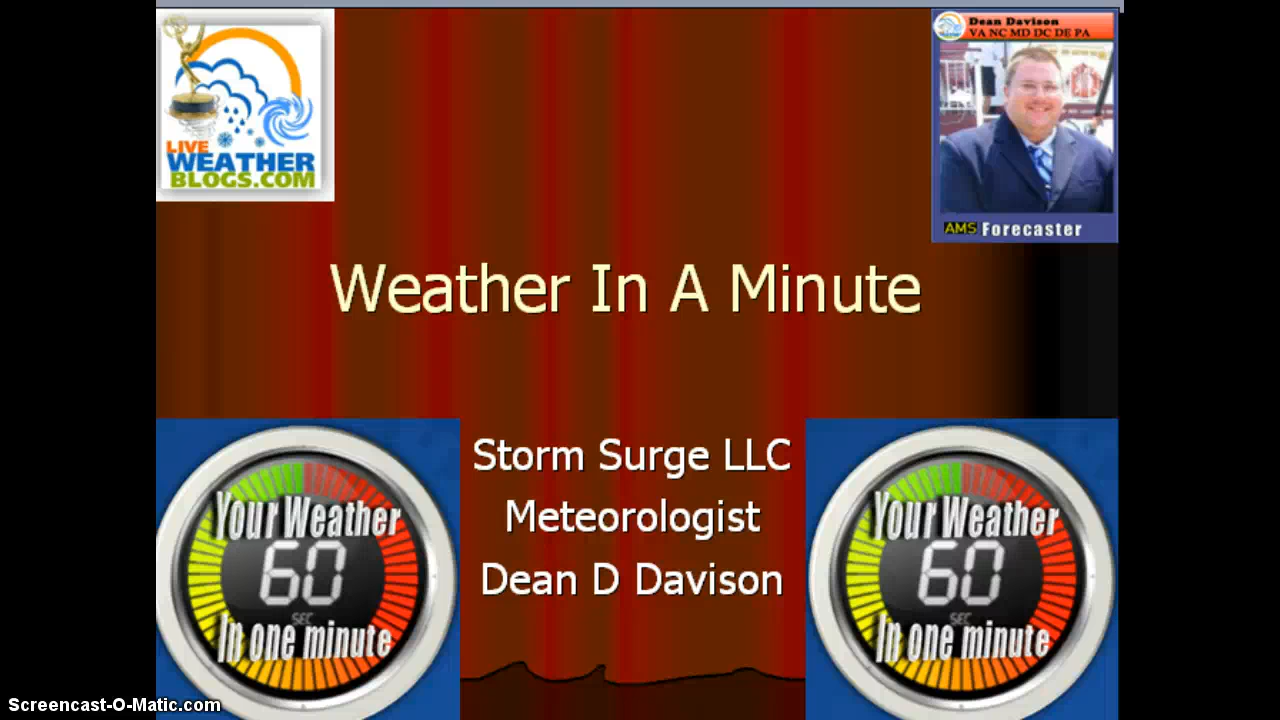 LIVE
WEATHER
BLOGS.COM
Dean Davison
VA NC MD DC DE PA
AMS Forecaster
Weather In A Minute
Storm Surge LLC
Meteorologist
Dean D Davison
Your Weather
60
SEC
In one minute
Your Weather
60
SEC
In one minute
Screencast-O-Matic.com